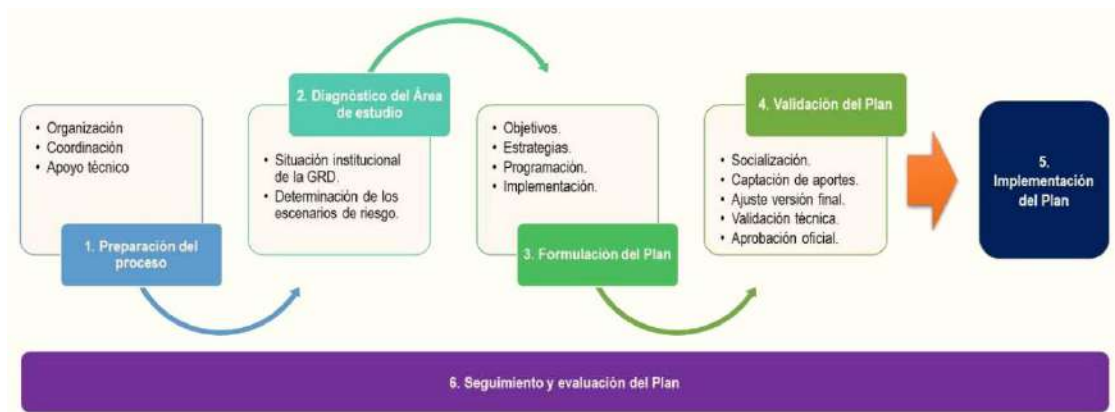 • Organización
• Coordinación
• Apoyo técnico
1. Preparación del
proceso
2. Diagnóstico del Área
de estudio
• Situación institucional
de la GRD.
• Determinación de los
escenarios de riesgo.
• Objetivos.
• Estrategias.
• Programación.
• Implementación.
3. Formulación del Plan
4. Validación del Plan
• Socialización.
• Captación de aportes.
• Ajuste versión final.
• Validación técnica.
• Aprobación oficial.
5.
Implementación
del Plan
6. Seguimiento y evaluación del Plan